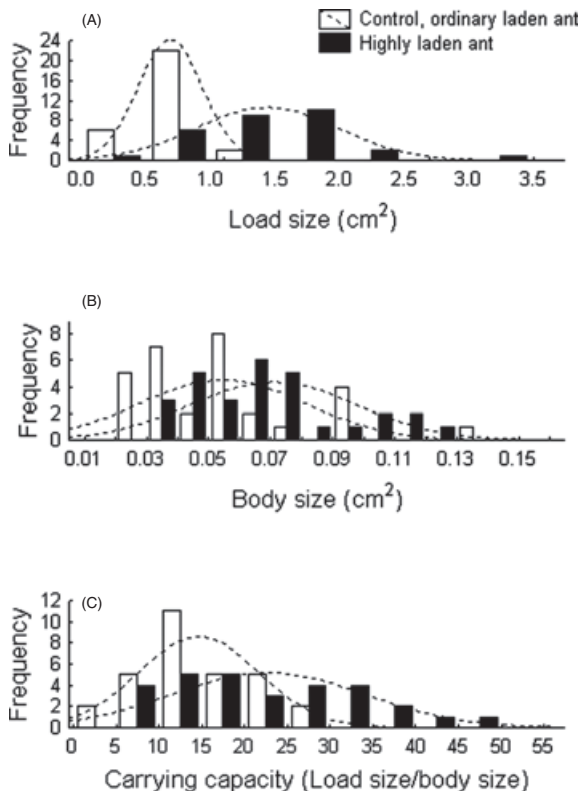 (A)
Control, ordinary laden ant
Highly laden ant
Frequency
24
20
16
12
8
4
0
0.0 0.5 1.0 1.5 2.0 2.5 3.0 3.5
Load size (cm²)
(B)
Frequency
8
6
4
2
0
0.01 0.03 0.05 0.07 0.09 0.11 0.13 0.15
Body size (cm²)
(C)
Frequency
12
10
8
6
4
2
0
0 5 10 15 20 25 30 35 40 45 50 55
Carrying capacity (Load size/body size)